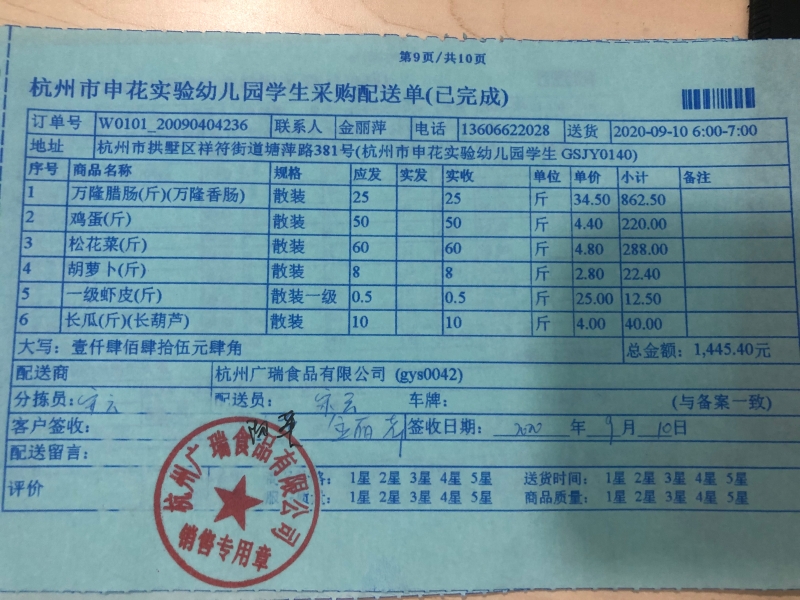 第9页/共10页
杭州市申花实验幼儿园学生采购配送单(已完成)
订单号 W0101_20090404236 联系人 金丽萍 电话 13606622028 送货 2020-09-10 6:00-7:00
地址 杭州市拱墅区祥符街道塘萍路381号(杭州市申花实验幼儿园学生 GSJY0140)
序号 商品名称 规格 应发 实发 实收 单位 单价 小计 备注
1 万隆腊肠(斤)(万隆香肠) 散装 25 25 斤 34.50 862.50
2 鸡蛋(斤) 散装 50 50 斤 4.40 220.00
3 松花菜(斤) 散装 60 60 斤 4.80 288.00
4 胡萝卜(斤) 散装 8 8 斤 2.80 22.40
5 一级虾皮(斤) 散装一级 0.5 0.5 斤 25.00 12.50
6 长瓜(斤)(长葫芦) 散装 10 10 斤 4.00 40.00
大写：壹仟肆佰肆拾伍元肆角 总金额：1,445.40元
配送商 杭州广瑞食品有限公司 (gys0042)
分拣员： 配送员： 车牌： (与备案一致)
客户签收： 签收日期： 2020 年 9 月 10 日
配送留言：
评价 1星 2星 3星 4星 5星 送货时间： 1星 2星 3星 4星 5星
1星 2星 3星 4星 5星 商品质量： 1星 2星 3星 4星 5星
杭州广瑞食品有限公司
销售专用章